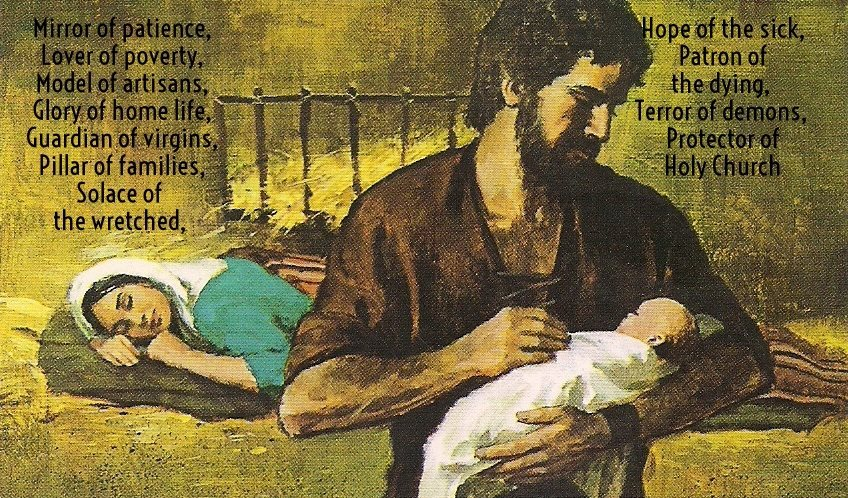 Mirror of patience,
Lover of poverty,
Model of artisans,
Glory of home life,
Guardian of virgins,
Pillar of families,
Solace of
the wretched,
Hope of the sick,
Patron of
the dying,
Terror of demons,
Protector of
Holy Church